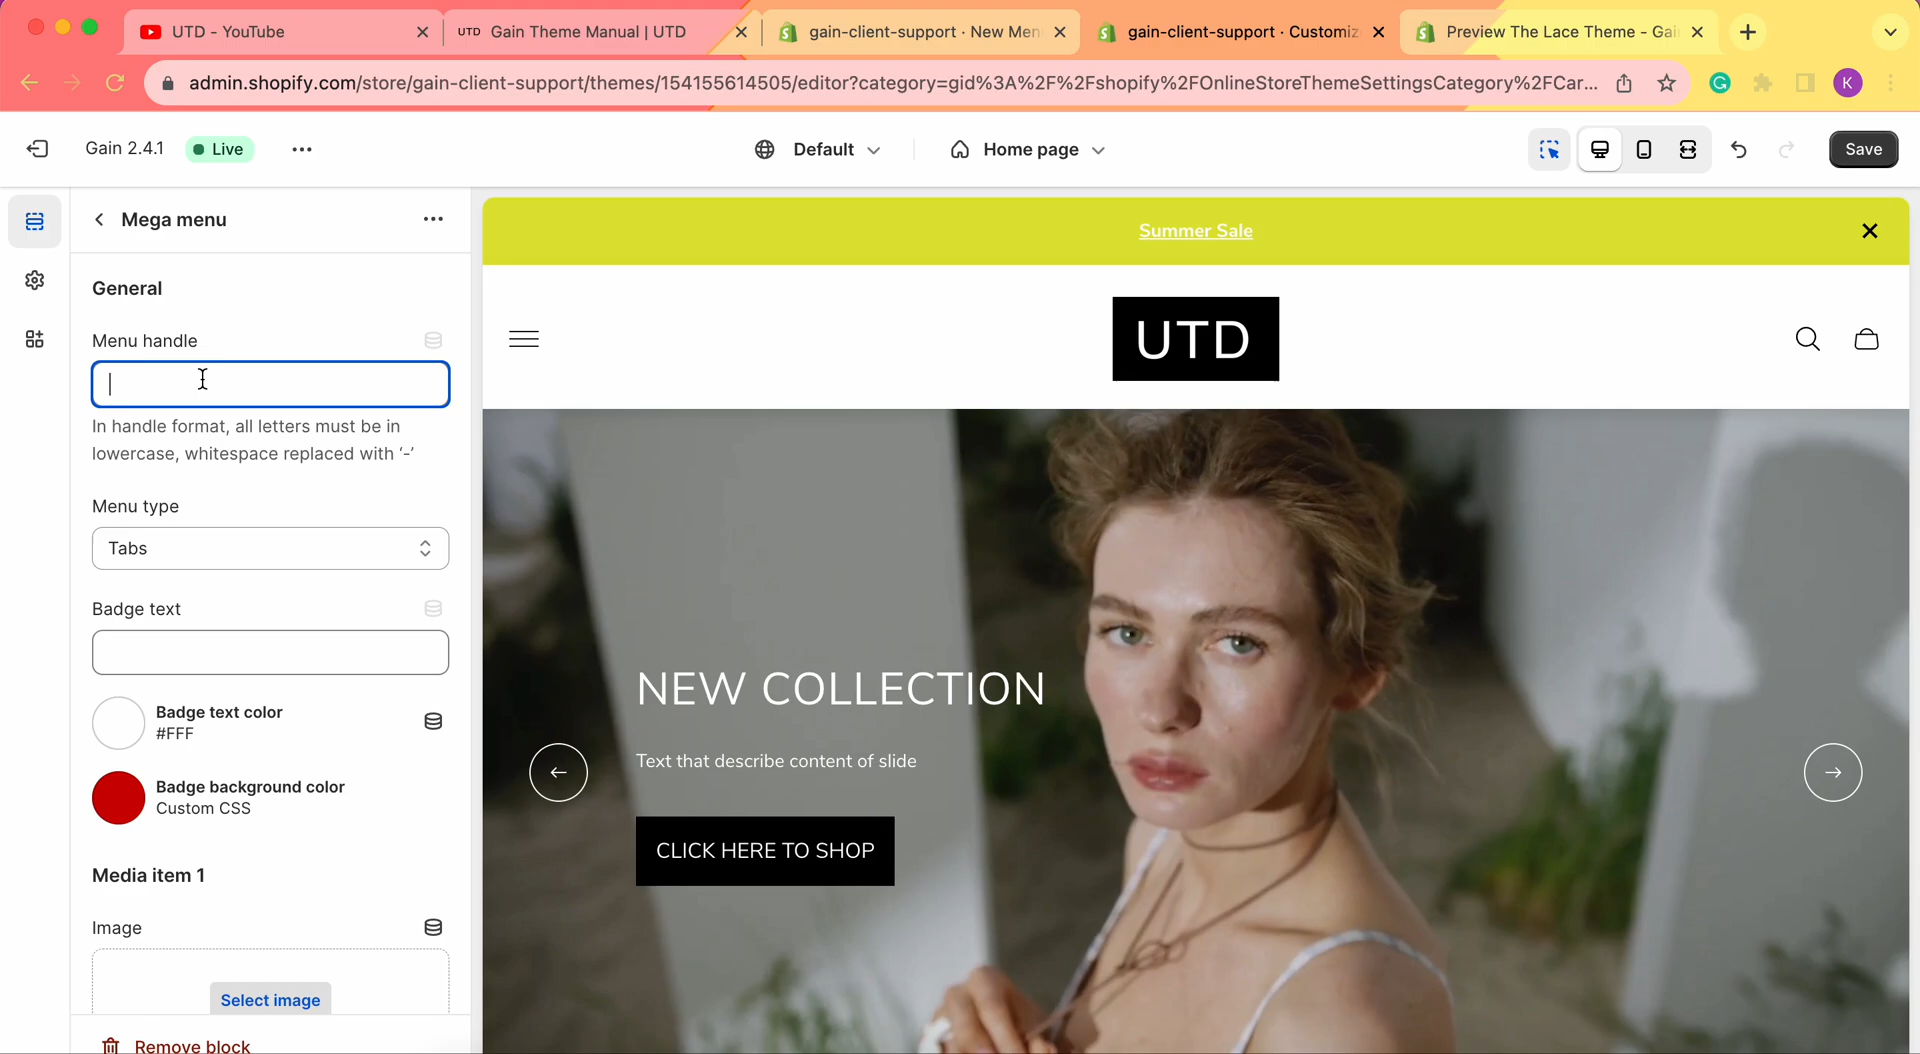 UTD - YouTube
UTD Gain Theme Manual | UTD
gain-client-support · New Men
gain-client-support · Customiz
Preview The Lace Theme - Gai
admin.shopify.com/store/gain-client-support/themes/154155614505/editor?category=gid%3A%2F%2Fshopify%2FOnlineStoreThemeSettingsCategory%2FCar...
K
Gain 2.4.1
Live
Default
Home page
Save
Mega menu
General
Menu handle
In handle format, all letters must be in
lowercase, whitespace replaced with ‘-’
Menu type
Tabs
Badge text
Badge text color
#FFF
Badge background color
Custom CSS
Media item 1
Image
Select image
Remove block
Summer Sale
UTD
NEW COLLECTION
Text that describe content of slide
CLICK HERE TO SHOP